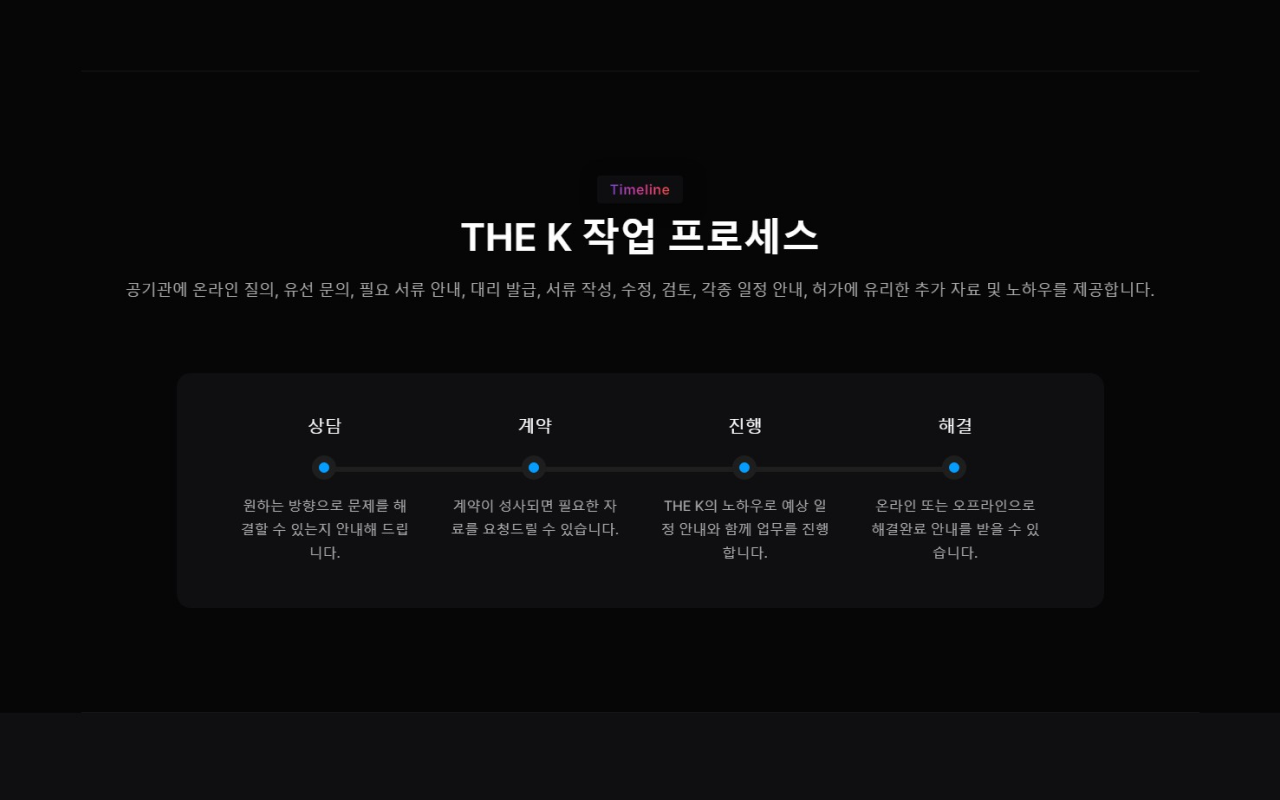 Timeline
THE K 작업 프로세스
공기관에 온라인 질의, 유선 문의, 필요 서류 안내, 대리 발급, 서류 작성, 수정, 검토, 각종 일정 안내, 허가에 유리한 추가 자료 및 노하우를 제공합니다.
상담
원하는 방향으로 문제를 해
결할 수 있는지 안내해 드립
니다.
계약
계약이 성사되면 필요한 자
료를 요청드릴 수 있습니다.
진행
THE K의 노하우로 예상 일
정 안내와 함께 업무를 진행
합니다.
해결
온라인 또는 오프라인으로
해결완료 안내를 받을 수 있
습니다.